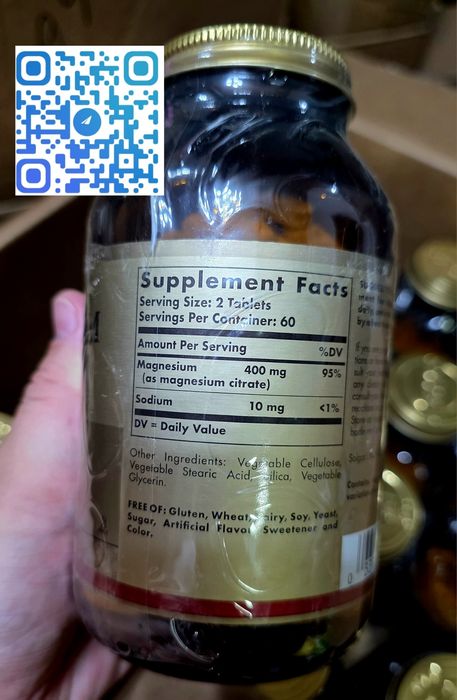 Supplement Facts
Serving Size: 2 Tablets
Servings Per Container: 60
Amount Per Serving %DV
Magnesium 400 mg 95%
(as magnesium citrate)
Sodium 10 mg <1%
DV = Daily Value
Other Ingredients: Vegetable Cellulose,
Vegetable Stearic Acid, Silica, Vegetable
Glycerin.
FREE OF: Gluten, Wheat, Dairy, Soy, Yeast,
Sugar, Artificial Flavor, Sweetener and
Color.